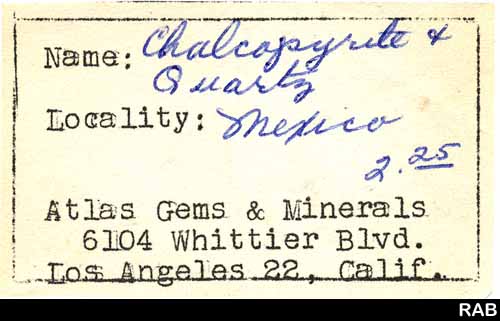 Name: Chalcopyrite &
Quartz
Locality: Mexico
2.25
Atlas Gems & Minerals
6104 Whittier Blvd.
Los Angeles 22, Calif.
RAB